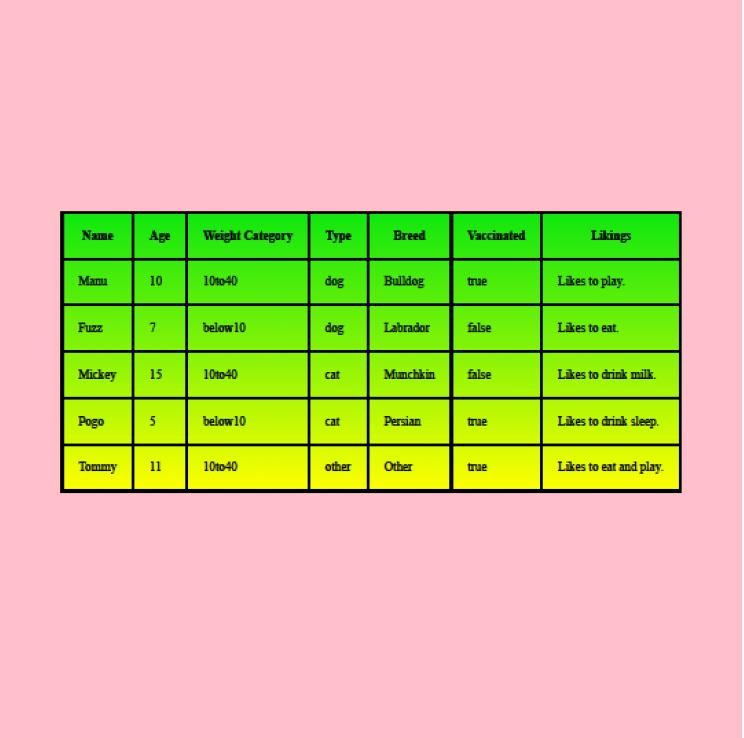 Name Age Weight Category Type Breed Vaccinated Likings
Manu 10 10to40 dog Bulldog true Likes to play.
Fuzz 7 below10 dog Labrador false Likes to eat.
Mickey 15 10to40 cat Munchkin false Likes to drink milk.
Pogo 5 below10 cat Persian true Likes to drink sleep.
Tommy 11 10to40 other Other true Likes to eat and play.